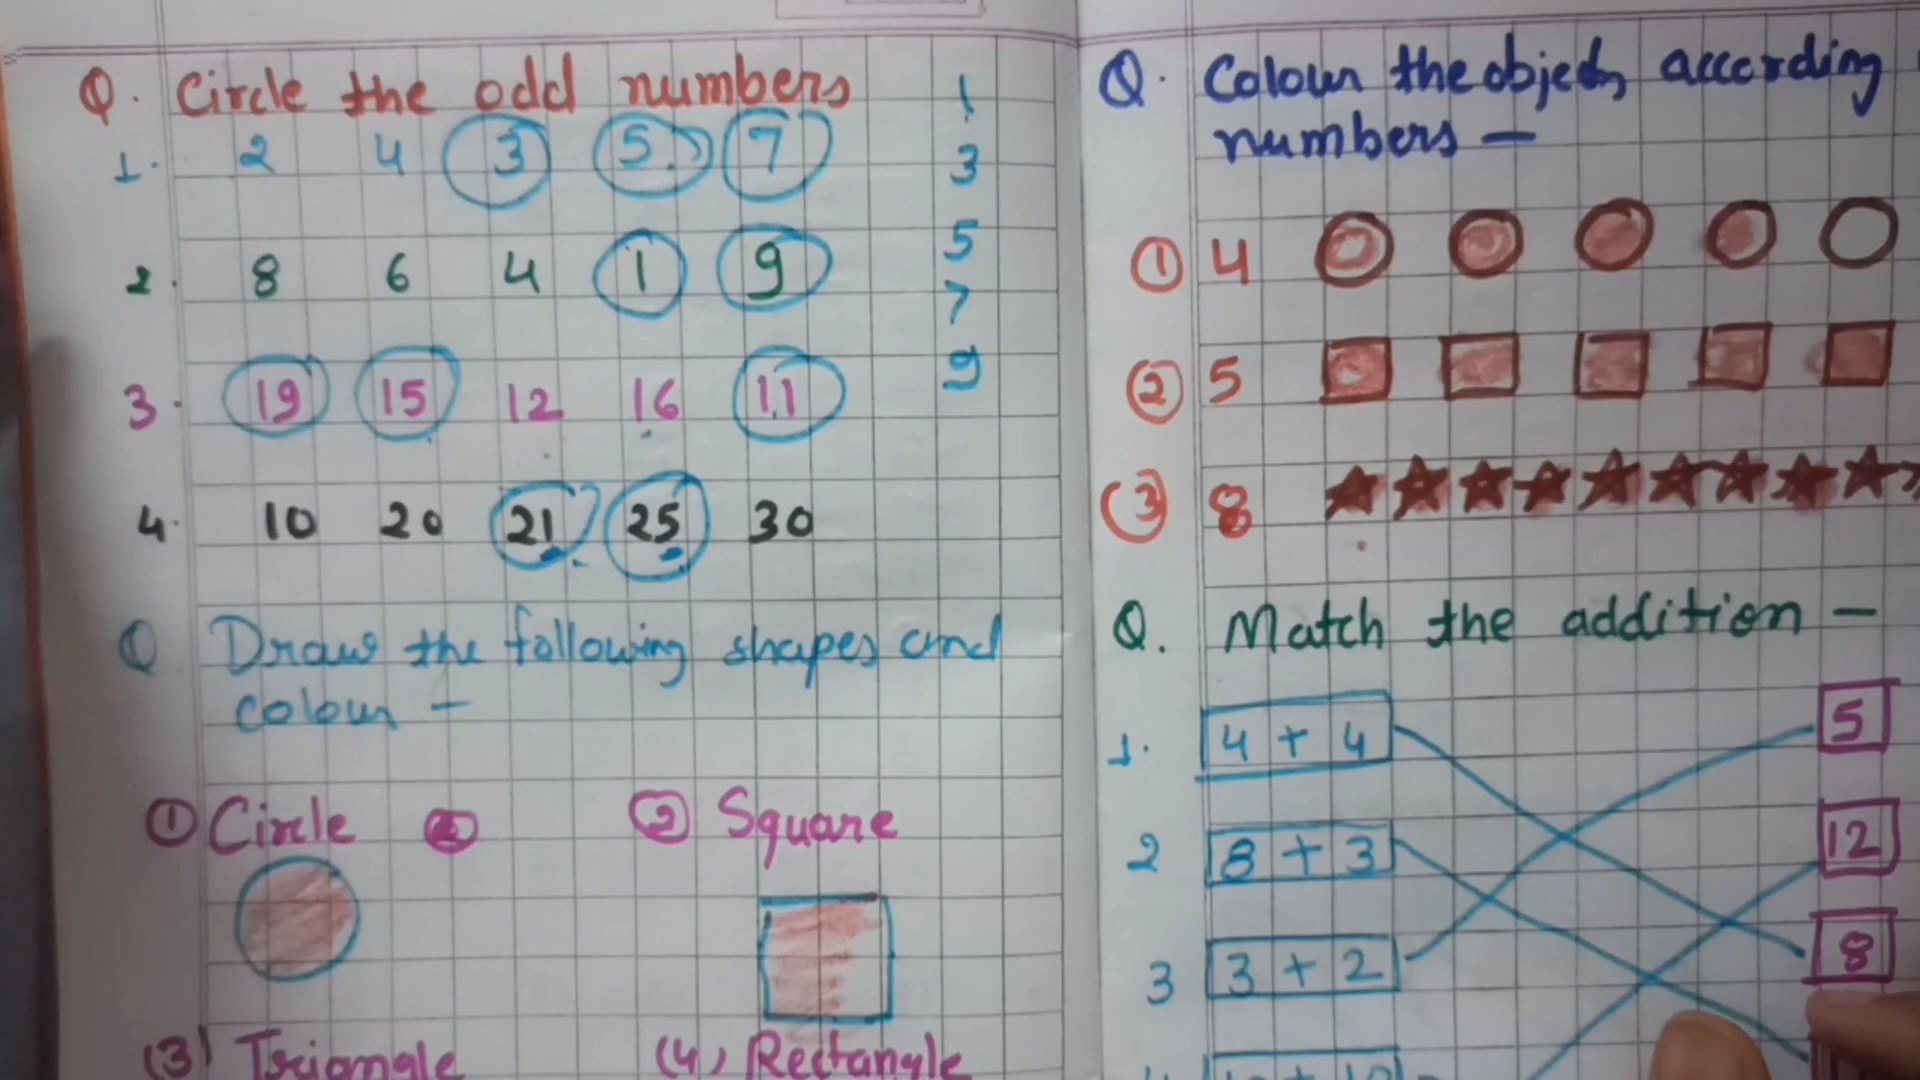 Q. Circle the odd numbers
1. 2 4 3 5 7
2. 8 6 4 1 9
3. 19 15 12 16 11
4. 10 20 21 25 30
1
3
5
7
9
Q Draw the following shapes and
colour -
① Circle
② Square
(3) Triangle
(4) Rectangle
Q. Colour the objects according
numbers -
① 4
② 5
③ 8
Q. Match the addition -
1. 4 + 4 5
2 8 + 3 12
3 3 + 2 8